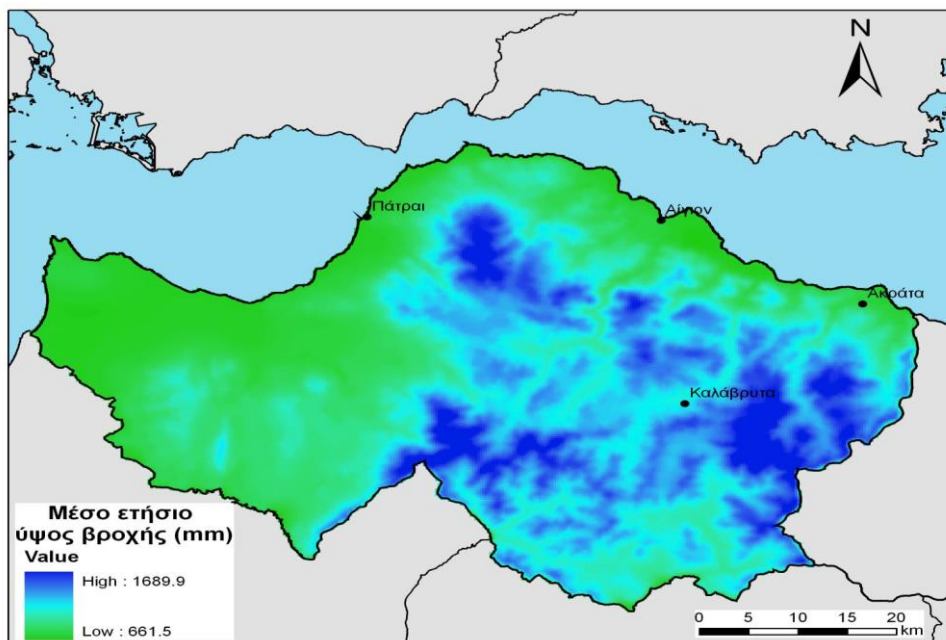 N
Πάτραι
Αίγιον
Ακράτα
Καλάβρυτα
Μέσο ετήσιο
ύψος βροχής (mm)
Value
High : 1689.9
Low : 661.5
0 5 10 15 20
km